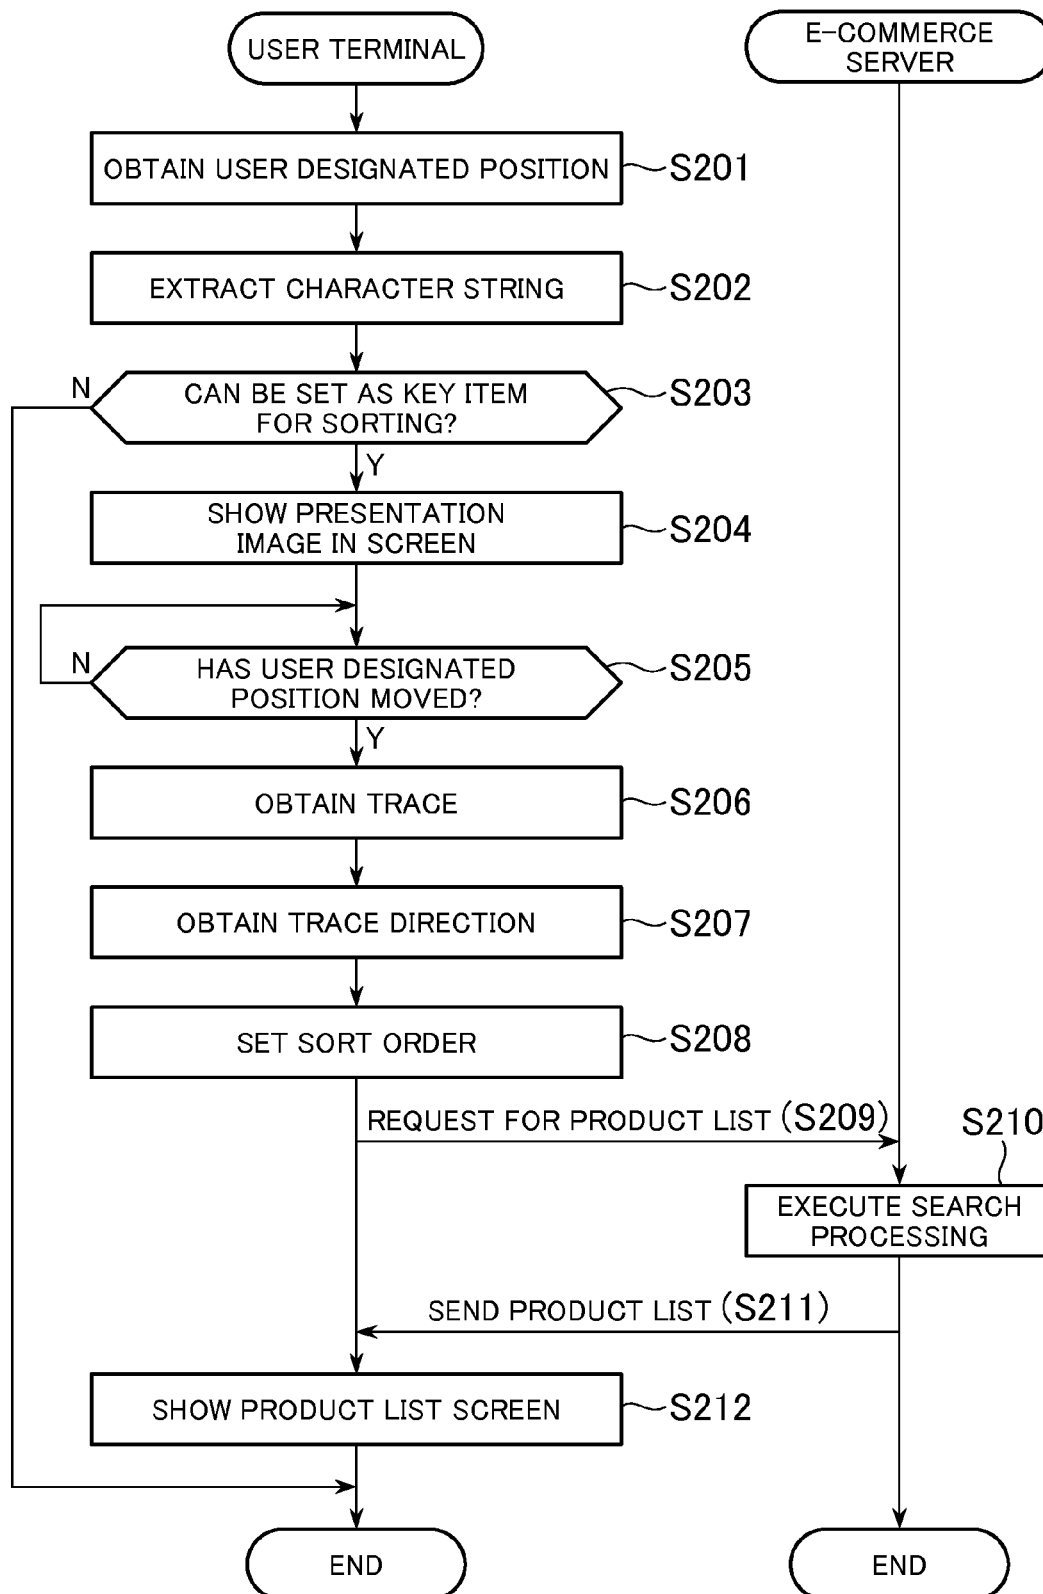 USER TERMINAL
E-COMMERCE
SERVER
OBTAIN USER DESIGNATED POSITION
S201
EXTRACT CHARACTER STRING
S202
N
CAN BE SET AS KEY ITEM
FOR SORTING?
S203
Y
SHOW PRESENTATION
IMAGE IN SCREEN
S204
N
HAS USER DESIGNATED
POSITION MOVED?
S205
Y
OBTAIN TRACE
S206
OBTAIN TRACE DIRECTION
S207
SET SORT ORDER
S208
REQUEST FOR PRODUCT LIST (S209)
S210
EXECUTE SEARCH
PROCESSING
SEND PRODUCT LIST (S211)
SHOW PRODUCT LIST SCREEN
S212
END
END